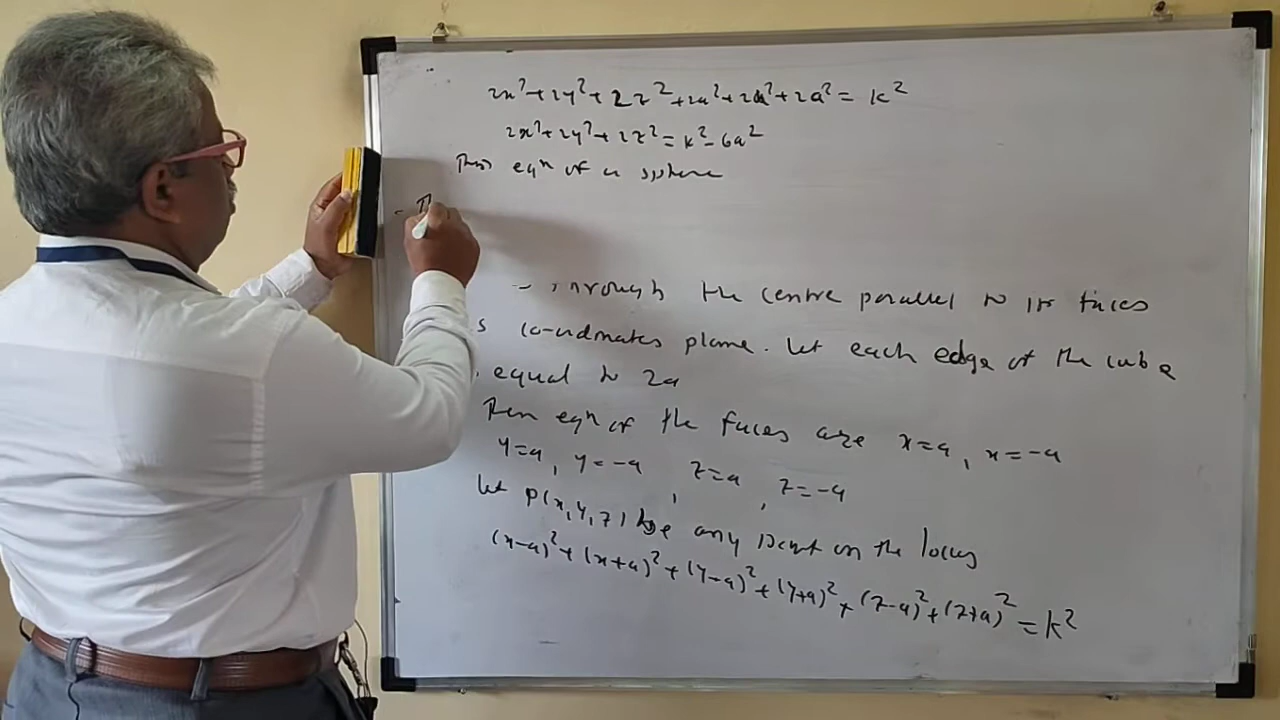 2x²+2y²+2z²+2a²+2a²+2a² = k²
2x²+2y²+2z² = k²-6a²
This eqn of a sphere
through the centre parallel to its faces
s co-ordinates plane. Let each edge of the cube
equal to 2a
Then eqn of the faces are x=a, x=-a
y=a, y=-a, z=a, z=-a
Let P(x,y,z) be any point on the locus
(x-a)²+(x+a)²+(y-a)²+(y+a)²+(z-a)²+(z+a)² = k²